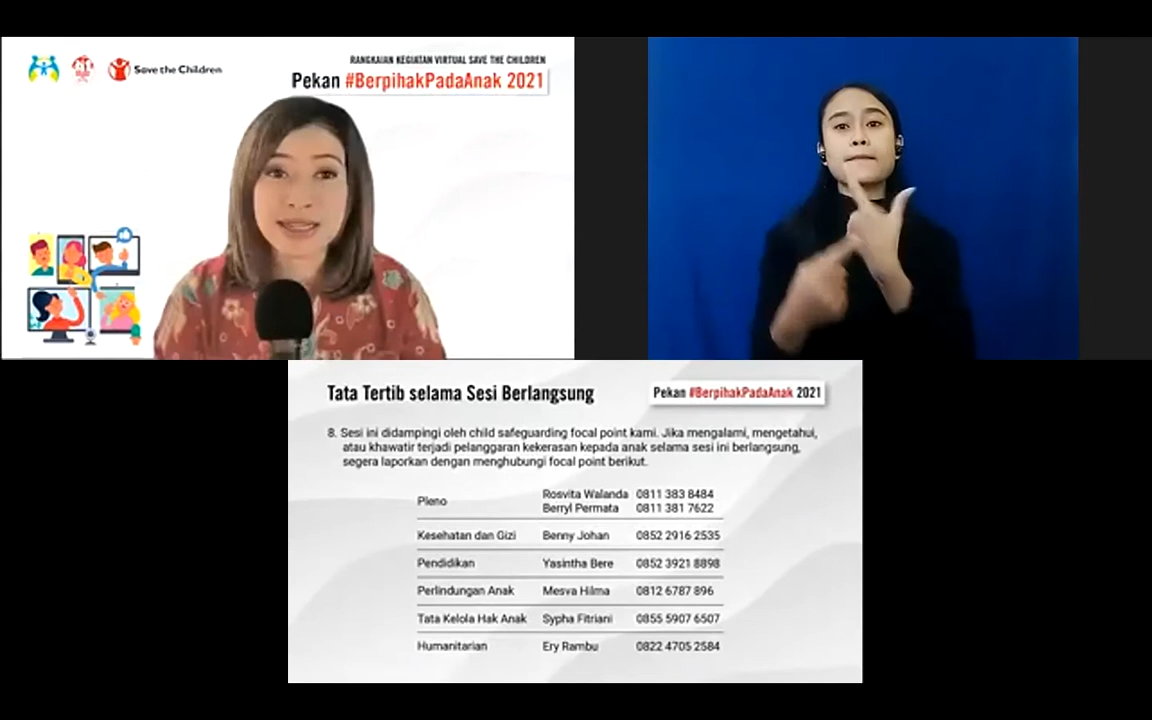 Save the Children
RANGKAIAN KEGIATAN VIRTUAL SAVE THE CHILDREN
Pekan #BerpihakPadaAnak 2021
Tata Tertib selama Sesi Berlangsung
Pekan #BerpihakPadaAnak 2021
8. Sesi ini didampingi oleh child safeguarding focal point kami. Jika mengalami, mengetahui,
atau khawatir terjadi pelanggaran kekerasan kepada anak selama sesi ini berlangsung,
segera laporkan dengan menghubungi focal point berikut.
Pleno Rosvita Walanda 0811 383 8484
Berryl Permata 0811 381 7622
Kesehatan dan Gizi Benny Johan 0852 2916 2535
Pendidikan Yasintha Bere 0852 3921 8898
Perlindungan Anak Mesva Hilma 0812 6787 896
Tata Kelola Hak Anak Sypha Fitriani 0855 5907 6507
Humanitarian Ery Rambu 0822 4705 2584